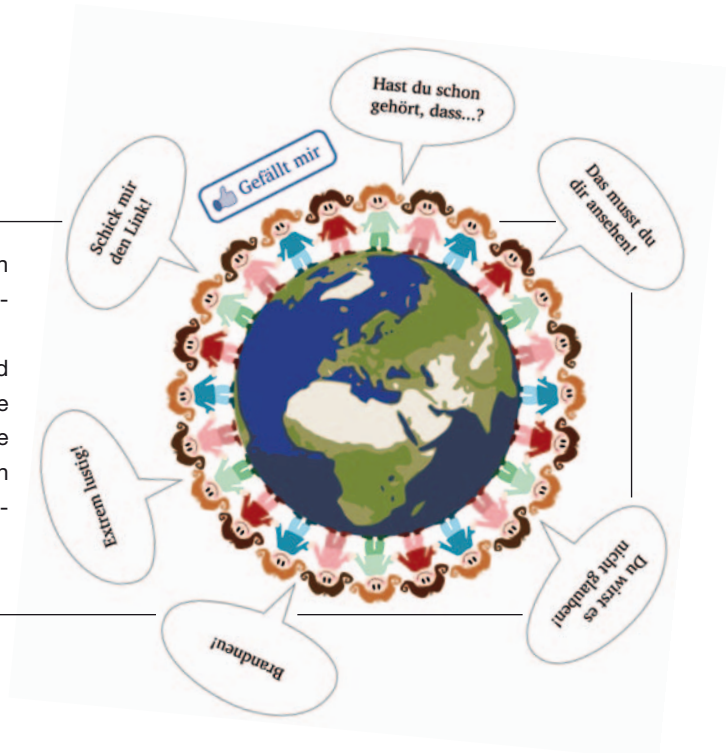 Hast du schon
gehört, dass...?
Gefällt mir
Schick mir
den Link!
Das musst du
dir ansehen!
Extrem lustig!
Du wirst es
nicht glauben!
Brandneu!